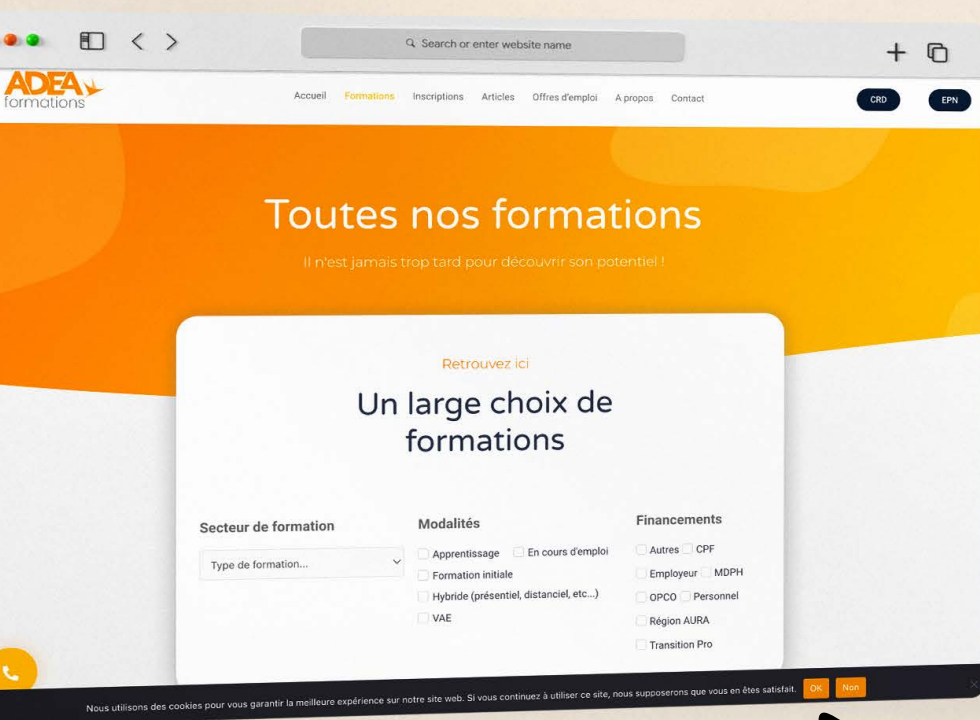 Search or enter website name
ADEA
formations
Accueil Formations Inscriptions Articles Offres d'emploi A propos Contact
CRD EPN
Toutes nos formations
Il n'est jamais trop tard pour découvrir son potentiel !
Retrouvez ici
Un large choix de
formations
Secteur de formation
Type de formation...
Modalités
Apprentissage En cours d'emploi
Formation initiale
Hybride (présentiel, distanciel, etc...)
VAE
Financements
Autres CPF
Employeur MDPH
OPCO Personnel
Région AURA
Transition Pro
Nous utilisons des cookies pour vous garantir la meilleure expérience sur notre site web. Si vous continuez à utiliser ce site, nous supposerons que vous en êtes satisfait. OK Non